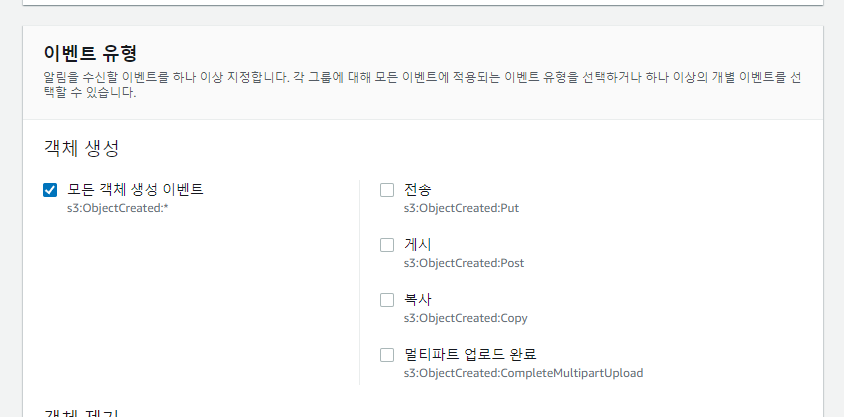 이벤트 유형
알림을 수신할 이벤트를 하나 이상 지정합니다. 각 그룹에 대해 모든 이벤트에 적용되는 이벤트 유형을 선택하거나 하나 이상의 개별 이벤트를 선
택할 수 있습니다.
객체 생성
모든 객체 생성 이벤트
s3:ObjectCreated:*
전송
s3:ObjectCreated:Put
게시
s3:ObjectCreated:Post
복사
s3:ObjectCreated:Copy
멀티파트 업로드 완료
s3:ObjectCreated:CompleteMultipartUpload